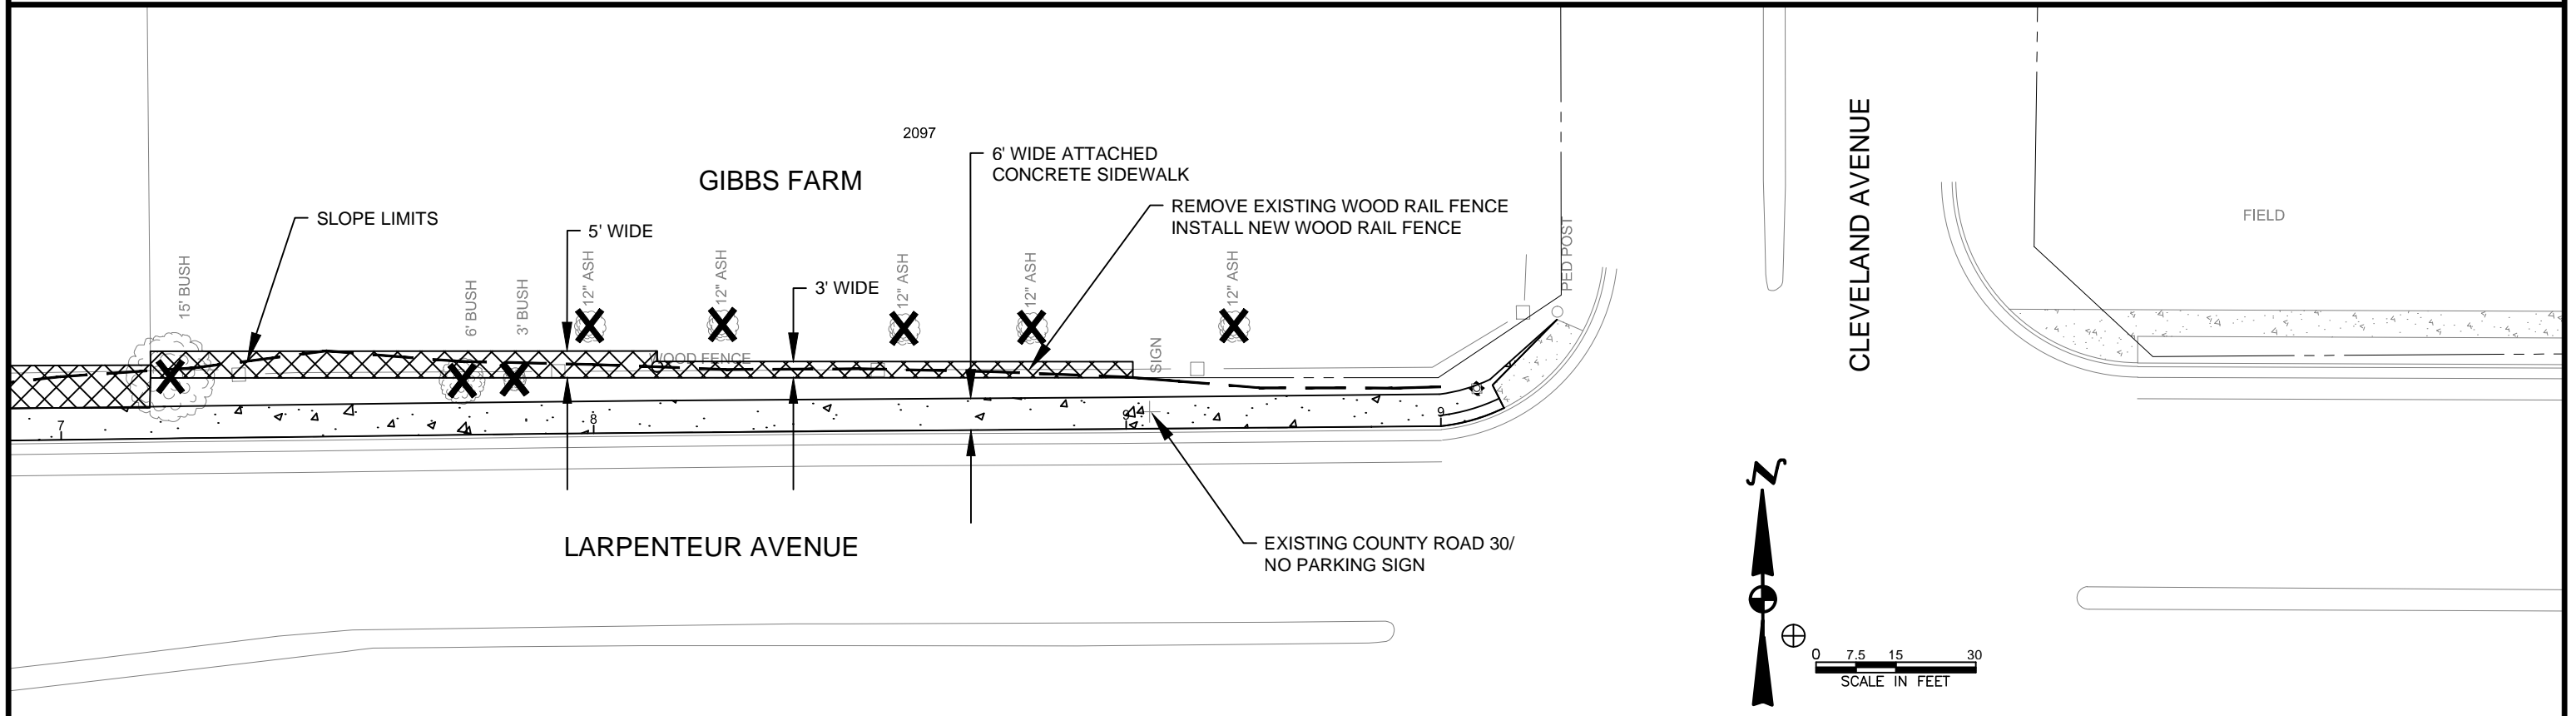 2097
6' WIDE ATTACHED
CONCRETE SIDEWALK
GIBBS FARM
REMOVE EXISTING WOOD RAIL FENCE
INSTALL NEW WOOD RAIL FENCE
SLOPE LIMITS
5' WIDE
3' WIDE
15' BUSH
6' BUSH
3' BUSH
12" ASH
12" ASH
12" ASH
12" ASH
12" ASH
WOOD FENCE
SIGN
PED POST
CLEVELAND AVENUE
FIELD
7
8
9
9
LARPENTEUR AVENUE
EXISTING COUNTY ROAD 30/
NO PARKING SIGN
N
0 7.5 15 30
SCALE IN FEET